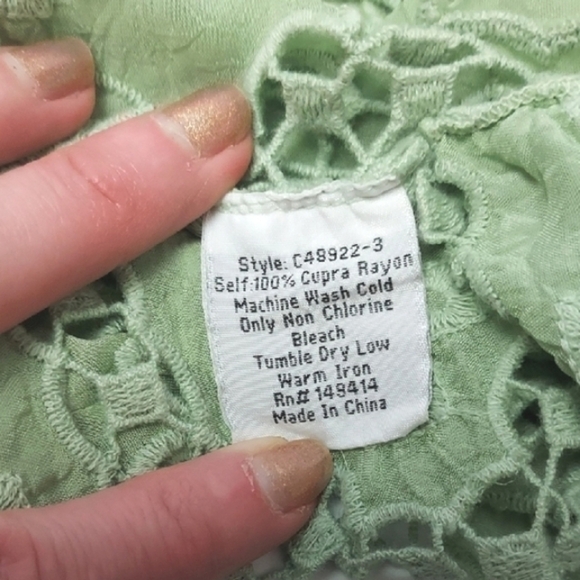 Style: C48922-3
Self:100% Cupra Rayon
Machine Wash Cold
Only Non Chlorine
Bleach
Tumble Dry Low
Warm Iron
Rn# 149414
Made In China